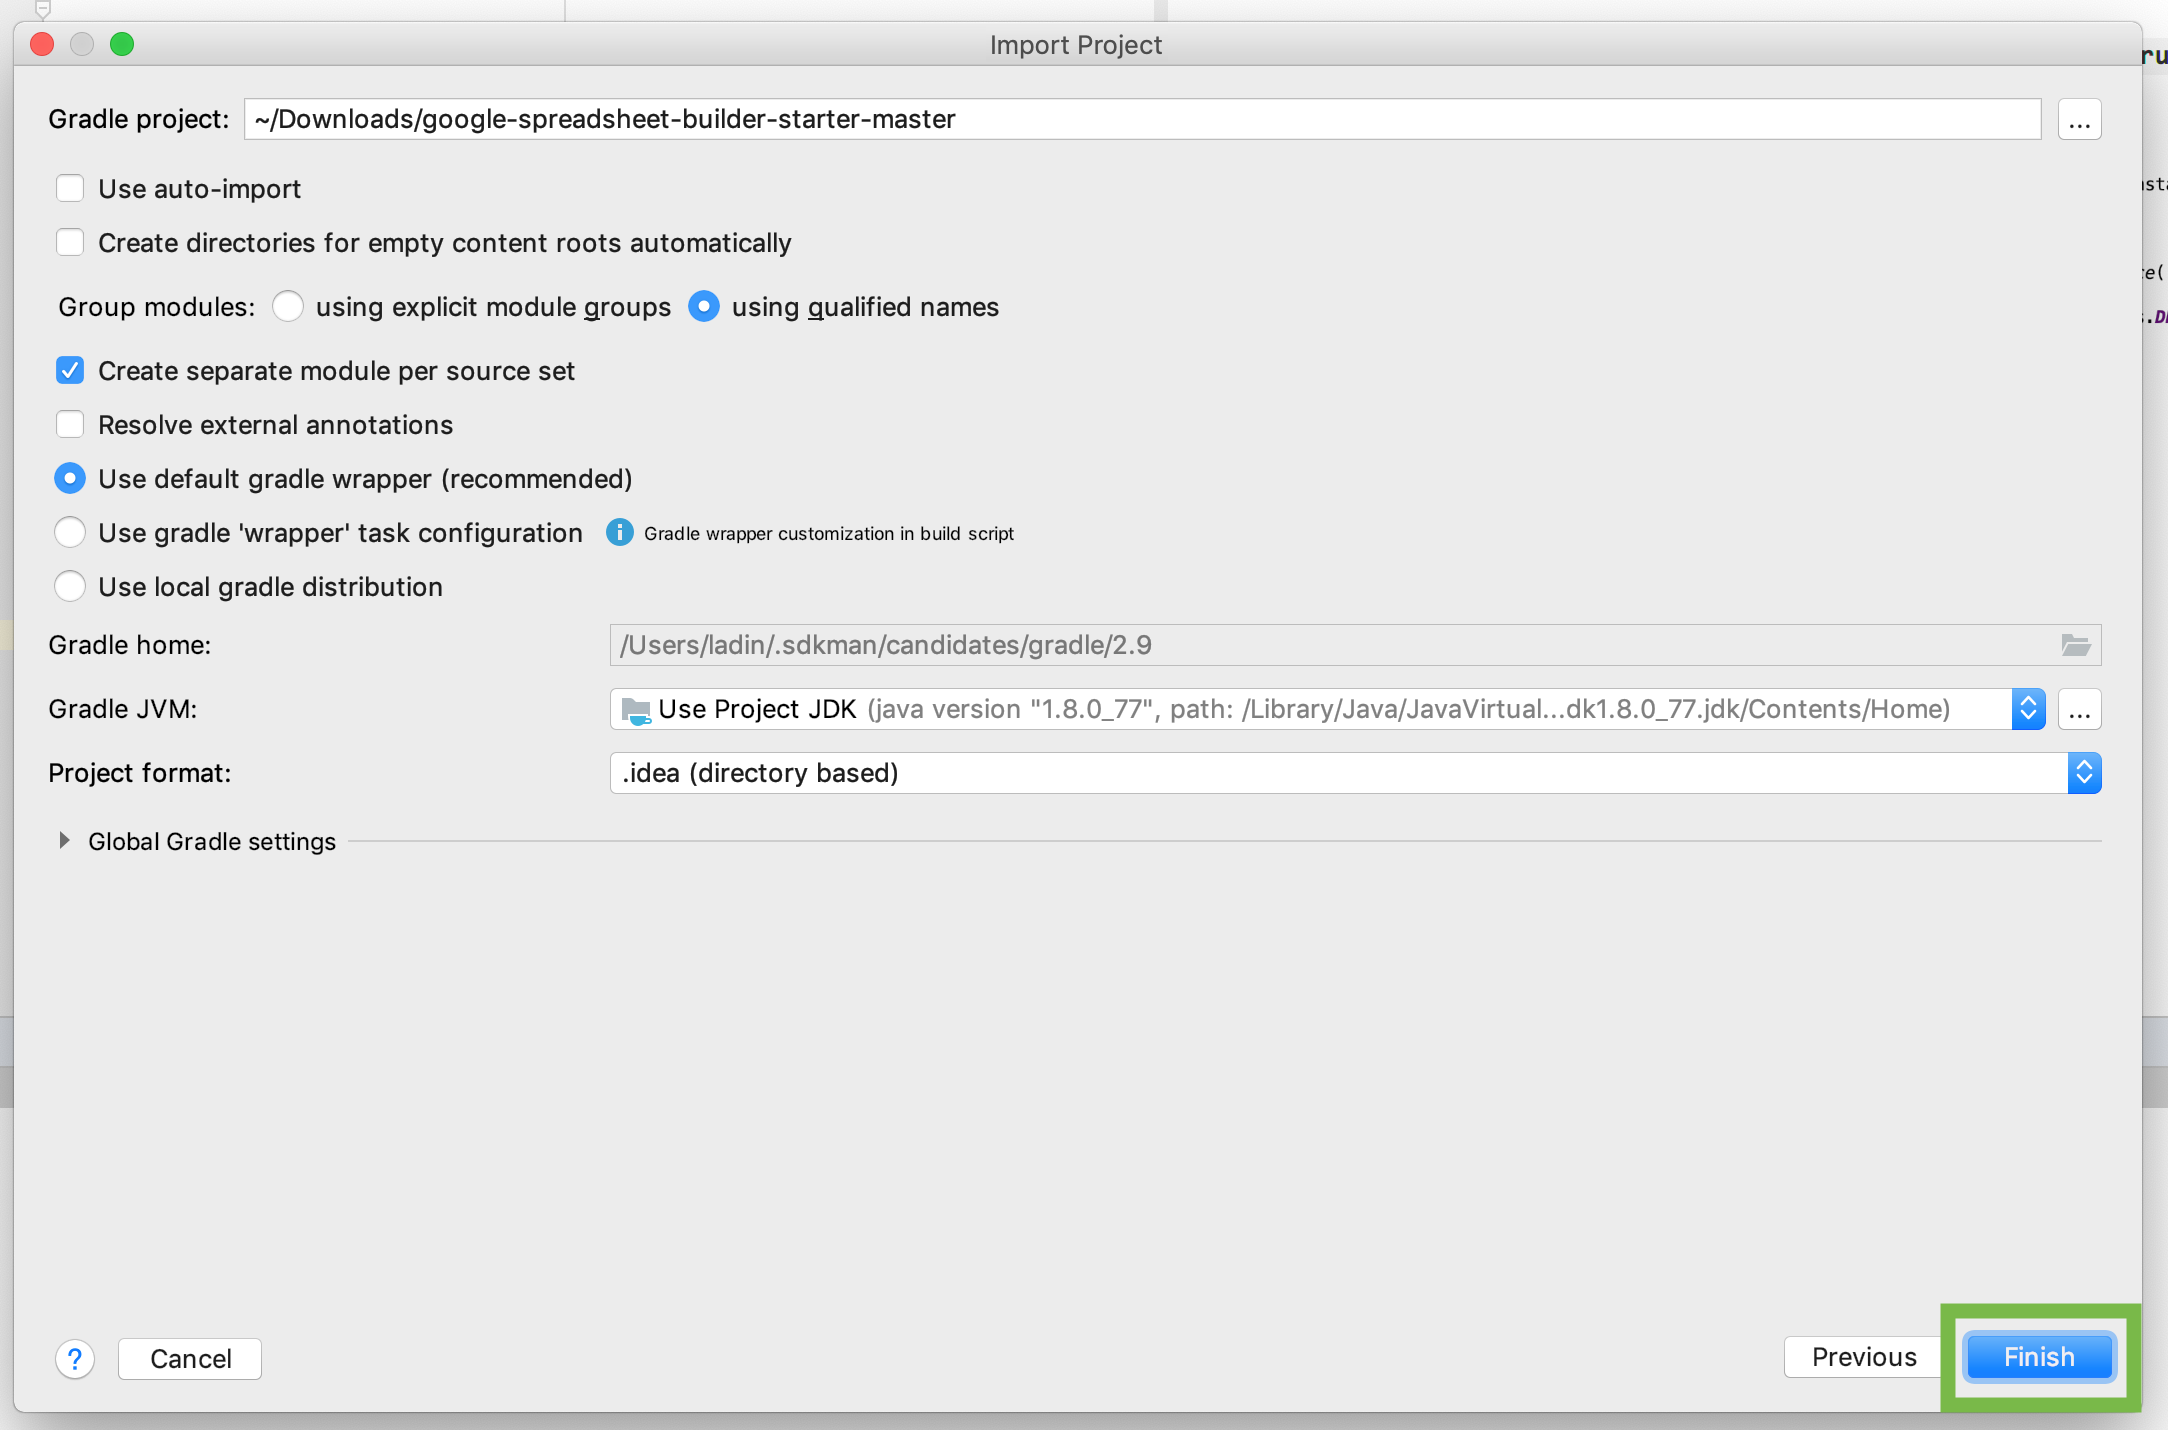 Import Project
Gradle project: ~/Downloads/google-spreadsheet-builder-starter-master ...
Use auto-import
Create directories for empty content roots automatically
Group modules: using explicit module groups using qualified names
Create separate module per source set
Resolve external annotations
Use default gradle wrapper (recommended)
Use gradle 'wrapper' task configuration Gradle wrapper customization in build script
Use local gradle distribution
Gradle home: /Users/ladin/.sdkman/candidates/gradle/2.9
Gradle JVM: Use Project JDK (java version "1.8.0_77", path: /Library/Java/JavaVirtual...dk1.8.0_77.jdk/Contents/Home) ...
Project format: .idea (directory based)
Global Gradle settings
? Cancel Previous Finish